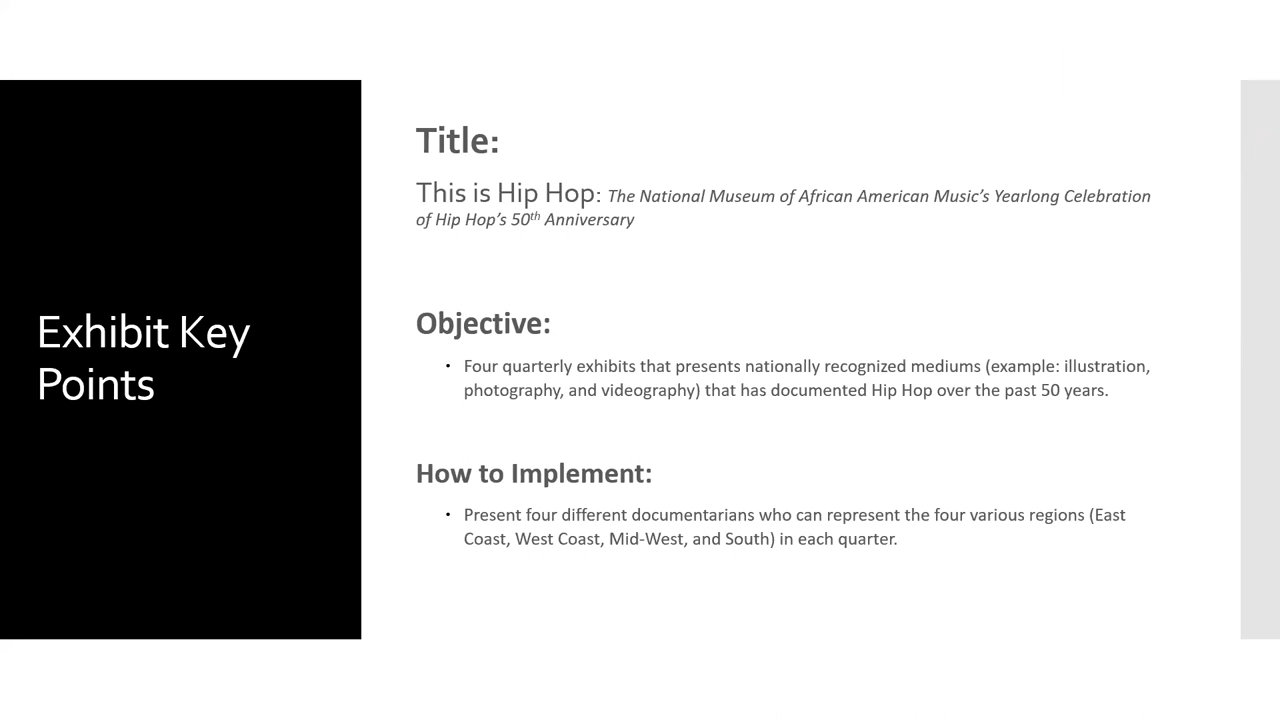 Exhibit Key
Points
Title:
This is Hip Hop: The National Museum of African American Music’s Yearlong Celebration
of Hip Hop’s 50th Anniversary
Objective:
• Four quarterly exhibits that presents nationally recognized mediums (example: illustration,
photography, and videography) that has documented Hip Hop over the past 50 years.
How to Implement:
• Present four different documentarians who can represent the four various regions (East
Coast, West Coast, Mid-West, and South) in each quarter.